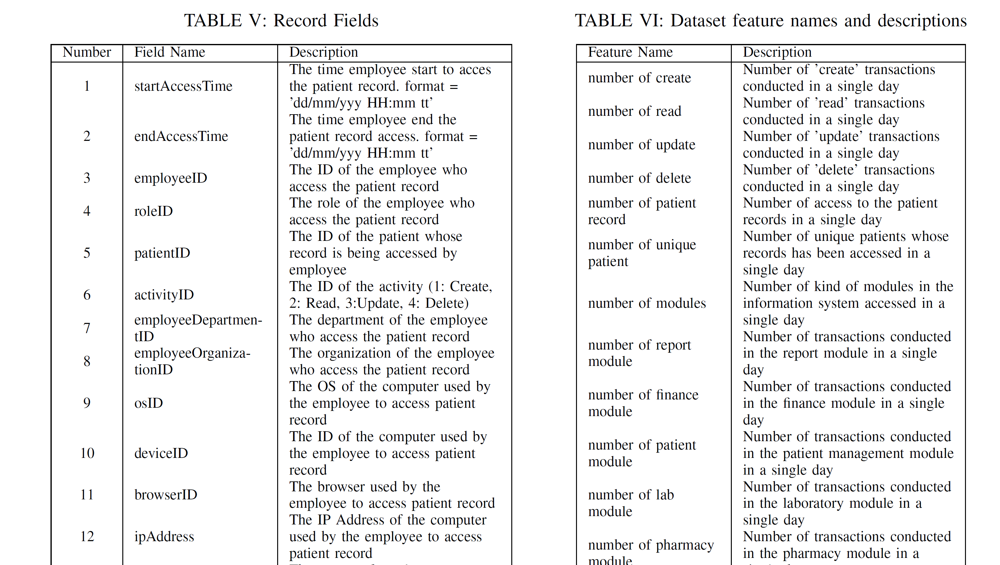 TABLE V: Record Fields
Number Field Name Description
1 startAccessTime The time employee start to acces
the patient record. format =
'dd/mm/yyy HH:mm tt'
2 endAccessTime The time employee end the
patient record access. format =
'dd/mm/yyy HH:mm tt'
3 employeeID The ID of the employee who
access the patient record
4 roleID The role of the employee who
access the patient record
5 patientID The ID of the patient whose
record is being accessed by
employee
6 activityID The ID of the activity (1: Create,
2: Read, 3:Update, 4: Delete)
7 employeeDepartmen- The department of the employee
tID who access the patient record
8 employeeOrganiza- The organization of the employee
tionID who access the patient record
9 osID The OS of the computer used by
the employee to access patient
record
10 deviceID The ID of the computer used by
the employee to access patient
record
11 browserID The browser used by the
employee to access patient record
12 ipAddress The IP Address of the computer
used by the employee to access
patient record
TABLE VI: Dataset feature names and descriptions
Feature Name Description
number of create Number of 'create' transactions
conducted in a single day
number of read Number of 'read' transactions
conducted in a single day
number of update Number of 'update' transactions
conducted in a single day
number of delete Number of 'delete' transactions
conducted in a single day
number of patient Number of access to the patient
record records in a single day
number of unique Number of unique patients whose
patient records has been accessed in a
single day
number of modules Number of kind of modules in the
information system accessed in a
single day
number of report Number of transactions conducted
module in the report module in a single
day
number of finance Number of transactions conducted
module in the finance module in a single
day
number of patient Number of transactions conducted
module in the patient management module
in a single day
number of lab Number of transactions conducted
module in the laboratory module in a
single day
number of pharmacy Number of transactions conducted
module in the pharmacy module in a